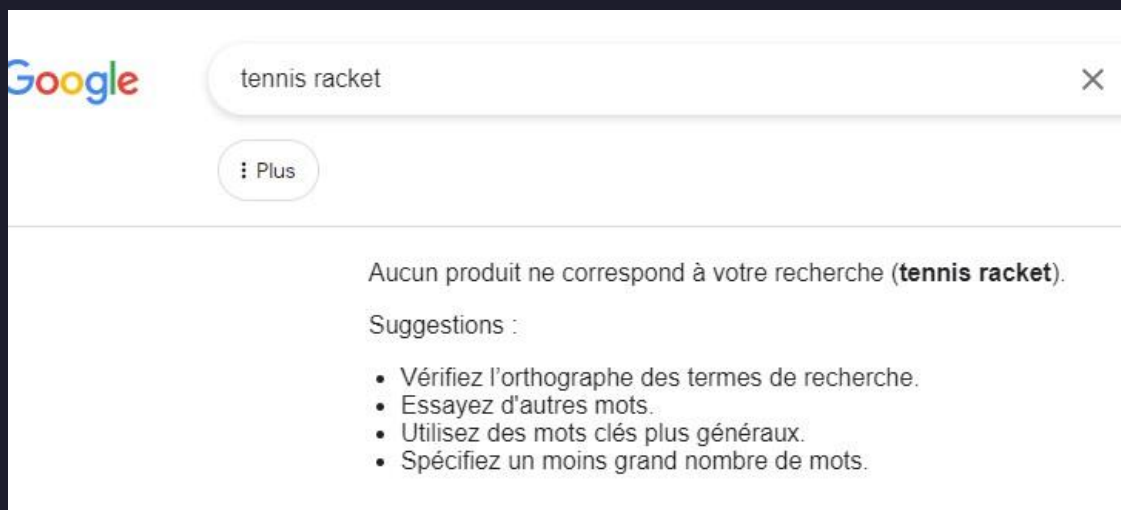 Google
tennis racket
Plus
Aucun produit ne correspond à votre recherche (tennis racket).
Suggestions :
• Vérifiez l’orthographe des termes de recherche.
• Essayez d'autres mots.
• Utilisez des mots clés plus généraux.
• Spécifiez un moins grand nombre de mots.